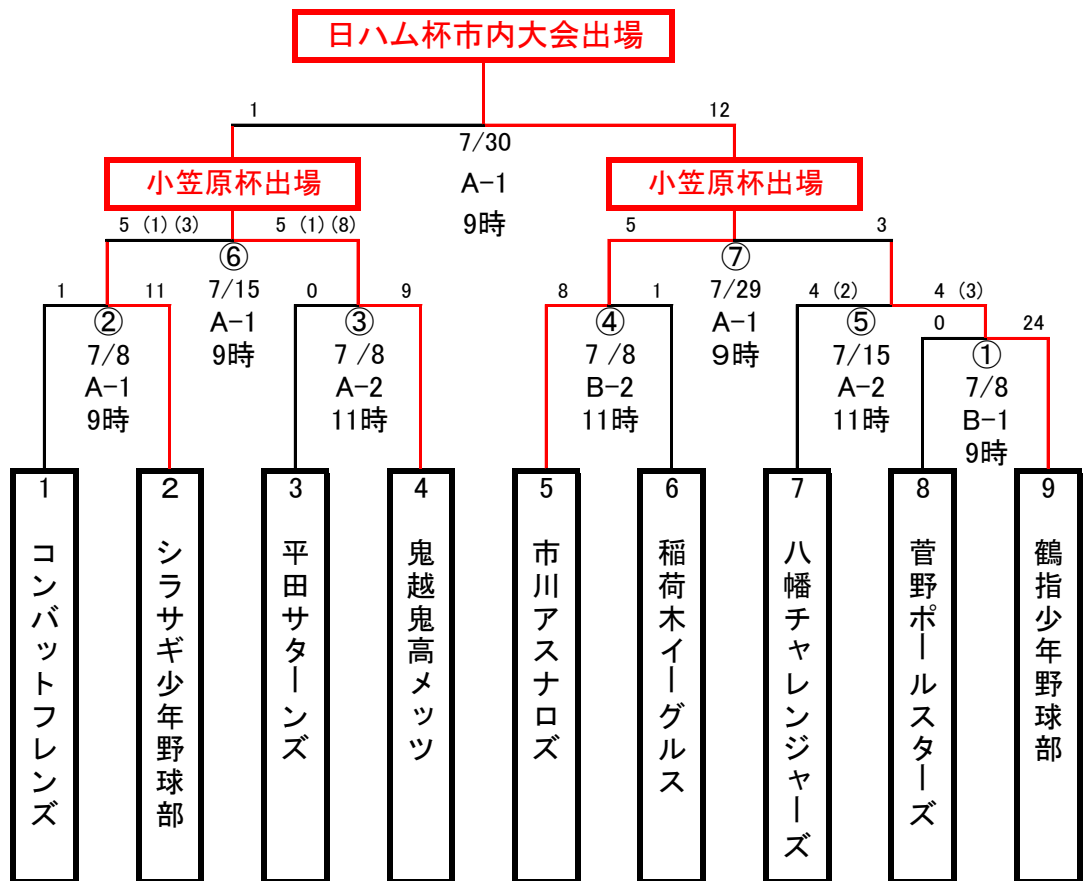 日ハム杯市内大会出場
1
12
7/30
A-1
9時
小笠原杯出場
小笠原杯出場
5 (1)(3)
5 (1)(8)
5
3
⑥
7/15
A-1
9時
⑦
7/29
A-1
9時
1
11
0
9
8
1
4 (2)
4 (3)
②
7/8
A-1
9時
③
7/8
A-2
11時
④
7/8
B-2
11時
⑤
7/15
A-2
11時
0
24
①
7/8
B-1
9時
1
コンバットフレンズ
2
シラサギ少年野球部
3
平田サターンズ
4
鬼越鬼高メッツ
5
市川アスナロズ
6
稲荷木イーグルス
7
八幡チャレンジャーズ
8
菅野ポールスターズ
9
鶴指少年野球部